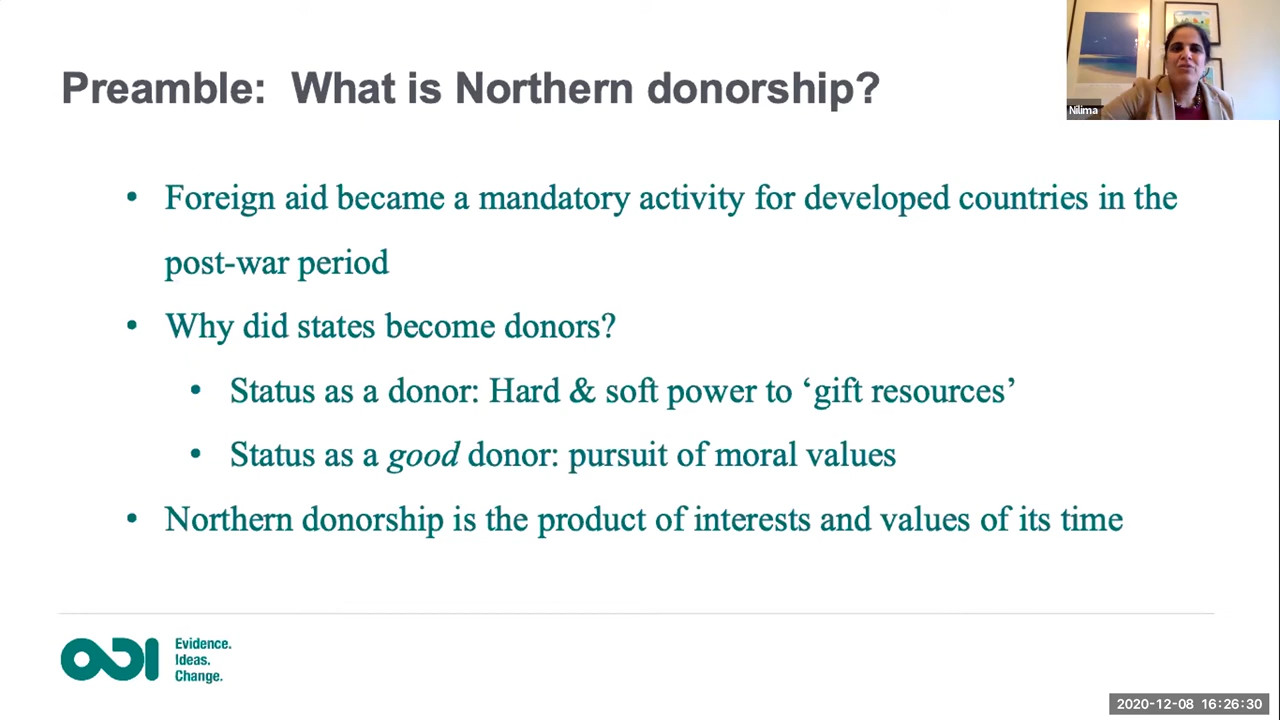 Preamble: What is Northern donorship?
Nilima
• Foreign aid became a mandatory activity for developed countries in the
post-war period
• Why did states become donors?
• Status as a donor: Hard & soft power to ‘gift resources’
• Status as a good donor: pursuit of moral values
• Northern donorship is the product of interests and values of its time
ODI
Evidence.
Ideas.
Change.
2020-12-08 16:26:30